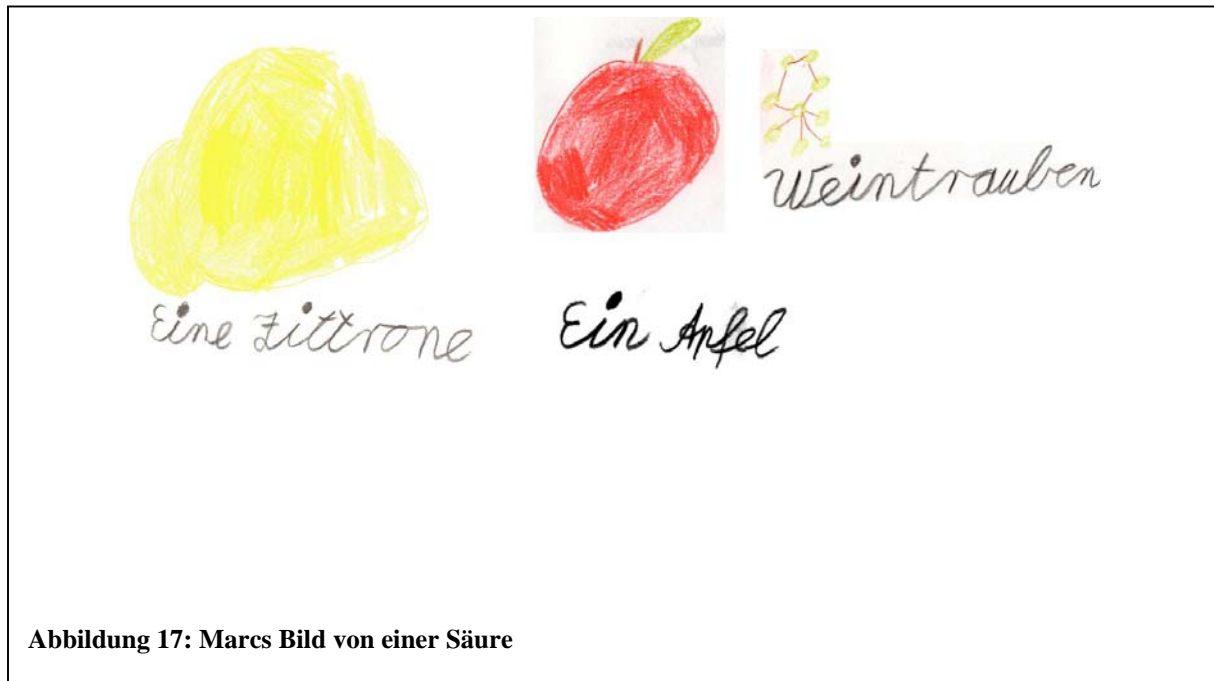 Weintrauben
Eine Zittrone
Ein Apfel
Abbildung 17: Marcs Bild von einer Säure